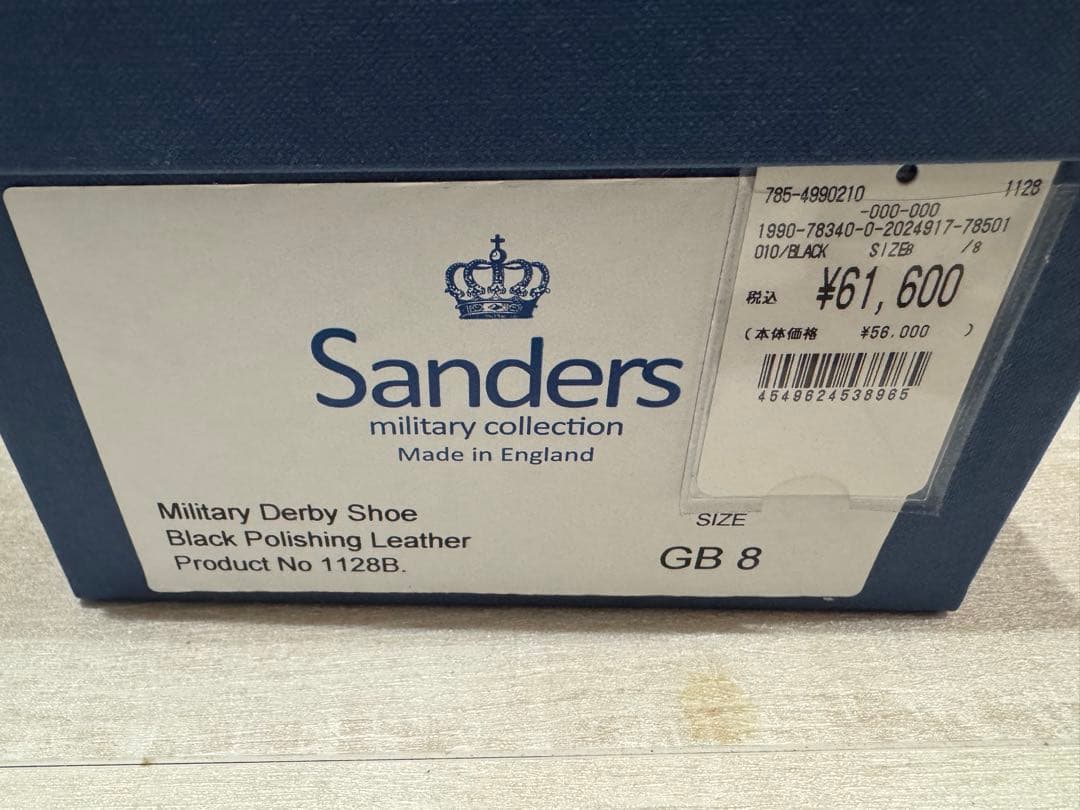 Sanders
military collection
Made in England
Military Derby Shoe
Black Polishing Leather
Product No 1128B.
SIZE
GB 8
785-4990210 1128
-000-000
1990-78340-0-2024917-78501
010/BLACK SIZE8 /8
税込 ¥61,600
(本体価格 ¥56,000 )
4549624538965